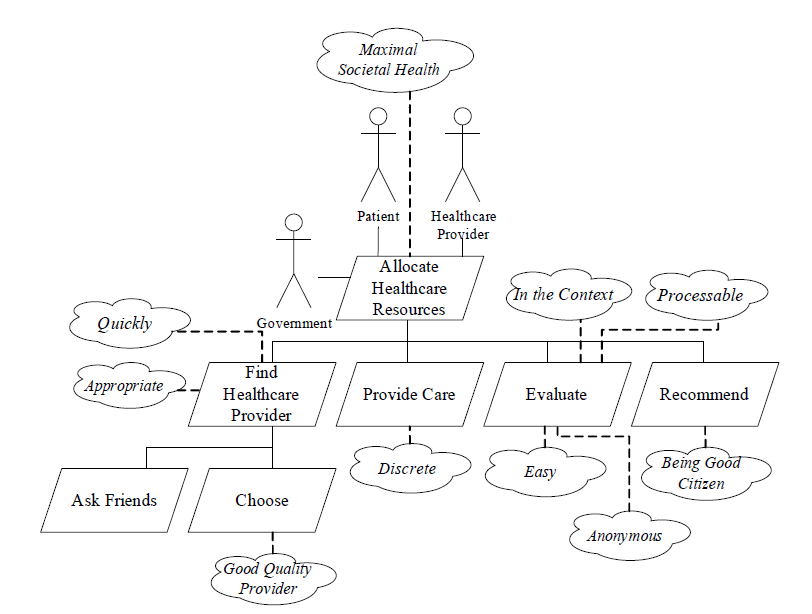 Maximal
Societal Health
Patient
Healthcare
Provider
Government
Allocate
Healthcare
Resources
In the Context
Processable
Quickly
Appropriate
Find
Healthcare
Provider
Provide Care
Evaluate
Recommend
Discrete
Easy
Being Good
Citizen
Ask Friends
Choose
Anonymous
Good Quality
Provider